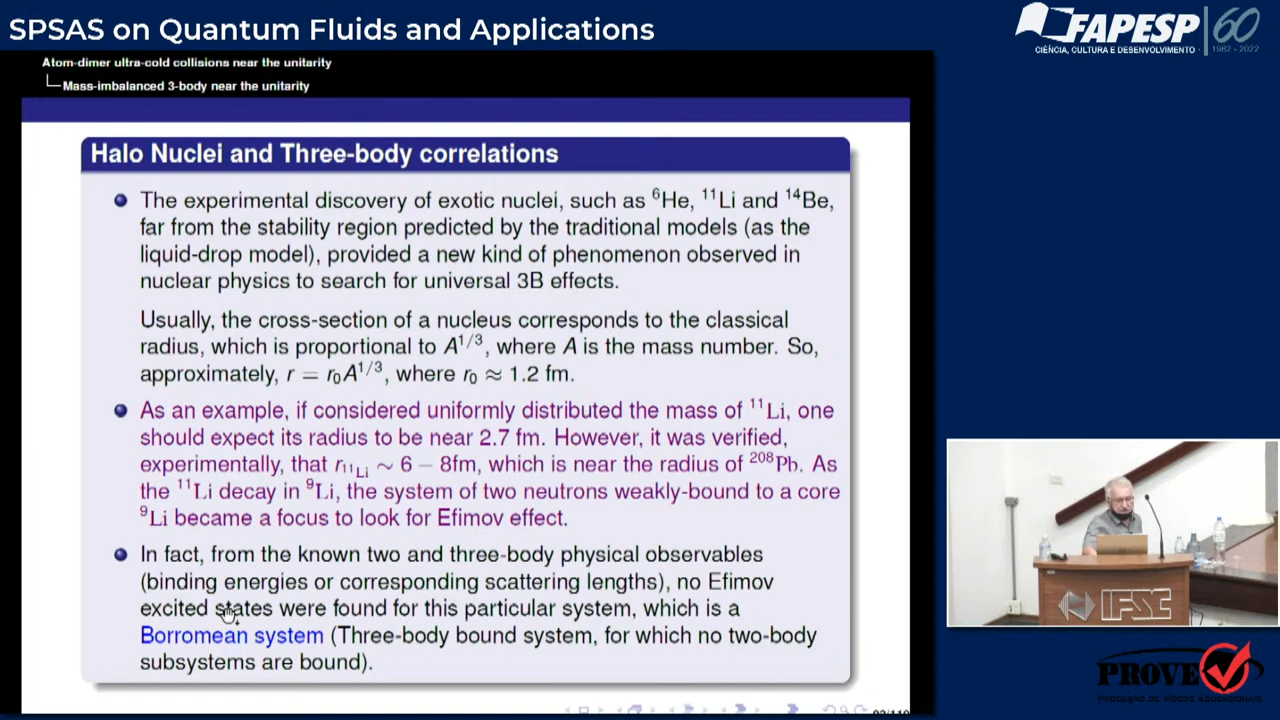 SPSAS on Quantum Fluids and Applications
FAPESP 60
CIÊNCIA, CULTURA E DESENVOLVIMENTO
1962 - 2022
Atom-dimer ultra-cold collisions near the unitarity
Mass-imbalanced 3-body near the unitarity
Halo Nuclei and Three-body correlations
The experimental discovery of exotic nuclei, such as ⁶He, ¹¹Li and ¹⁴Be,
far from the stability region predicted by the traditional models (as the
liquid-drop model), provided a new kind of phenomenon observed in
nuclear physics to search for universal 3B effects.
Usually, the cross-section of a nucleus corresponds to the classical
radius, which is proportional to A^{1/3}, where A is the mass number. So,
approximately, r = r₀A^{1/3}, where r₀ ≈ 1.2 fm.
As an example, if considered uniformly distributed the mass of ¹¹Li, one
should expect its radius to be near 2.7 fm. However, it was verified,
experimentally, that r_{¹¹Li} ∼ 6 − 8fm, which is near the radius of ²⁰⁸Pb. As
the ¹¹Li decay in ⁹Li, the system of two neutrons weakly-bound to a core
⁹Li became a focus to look for Efimov effect.
In fact, from the known two and three-body physical observables
(binding energies or corresponding scattering lengths), no Efimov
excited states were found for this particular system, which is a
Borromean system (Three-body bound system, for which no two-body
subsystems are bound).
IFSC
PROVE
PRODUÇÃO DE VÍDEOS EDUCACIONAIS